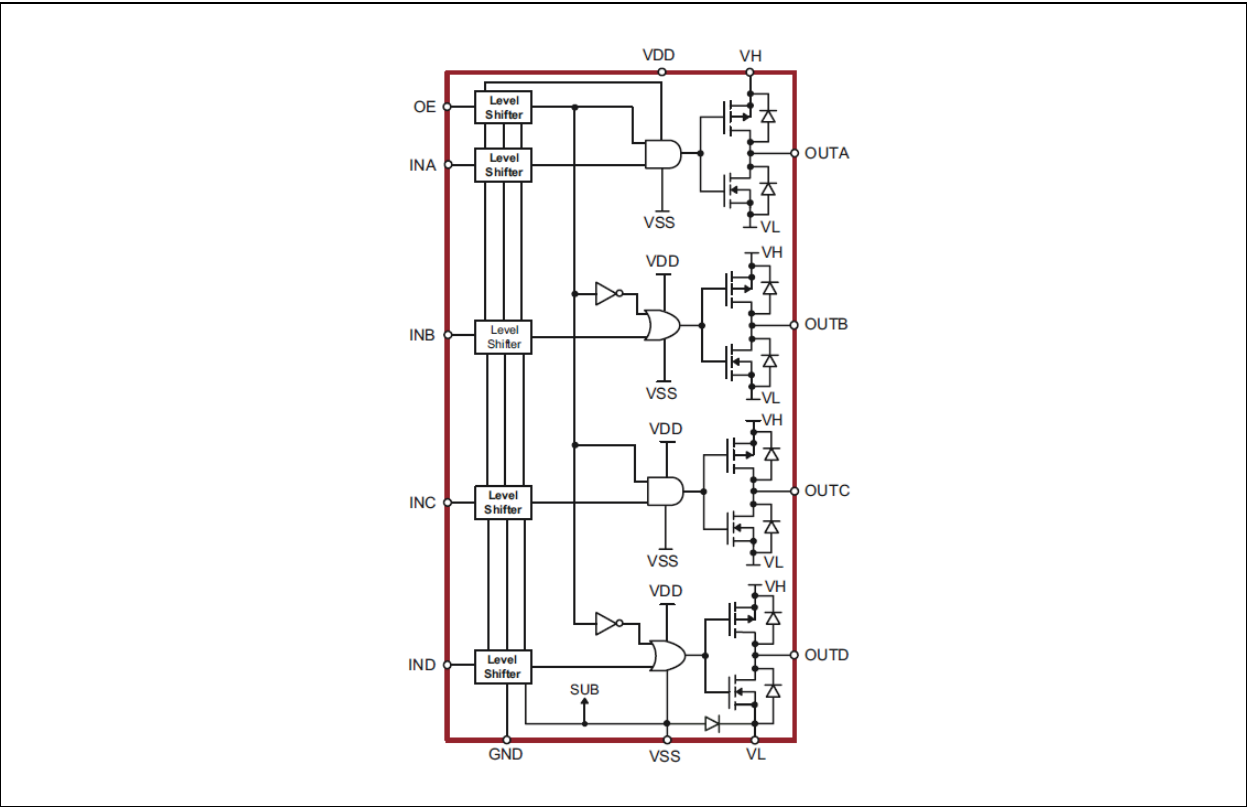 VDD
VH
OE
Level
Shifter
INA
Level
Shifter
OUTA
VSS
VL
VDD
VH
INB
Level
Shifter
OUTB
VSS
VL
VDD
VH
INC
Level
Shifter
OUTC
VSS
VL
VDD
VH
IND
Level
Shifter
OUTD
SUB
GND
VSS
VL